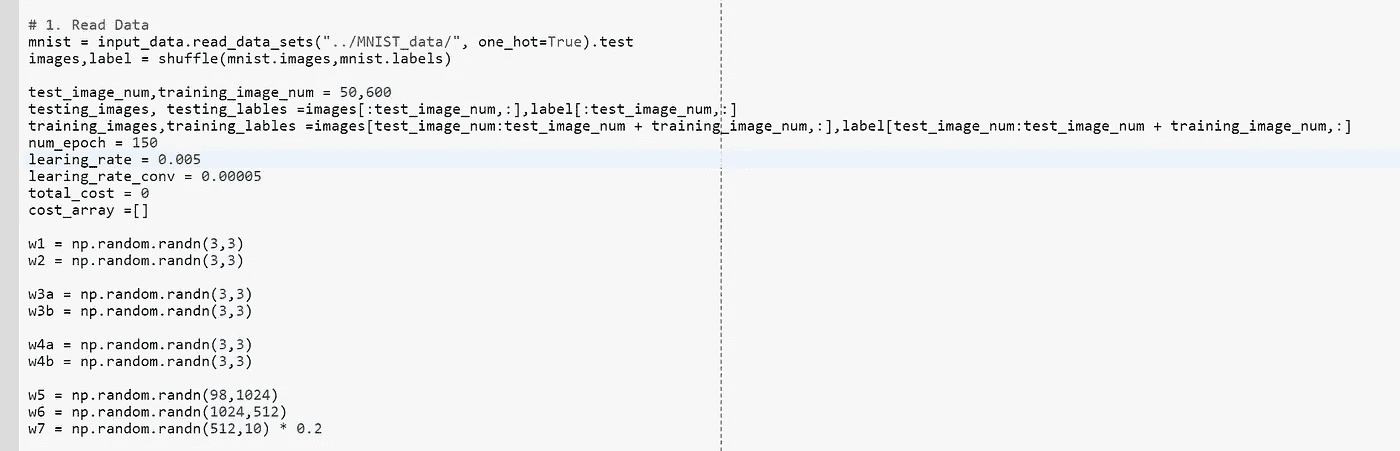 # 1. Read Data
mnist = input_data.read_data_sets("../MNIST_data/", one_hot=True).test
images,label = shuffle(mnist.images,mnist.labels)
test_image_num,training_image_num = 50,600
testing_images, testing_lables =images[:test_image_num,:],label[:test_image_num,:]
training_images,training_lables =images[test_image_num:test_image_num + training_image_num,:],label[test_image_num:test_image_num + training_image_num,:]
num_epoch = 150
learing_rate = 0.005
learing_rate_conv = 0.00005
total_cost = 0
cost_array =[]
w1 = np.random.randn(3,3)
w2 = np.random.randn(3,3)
w3a = np.random.randn(3,3)
w3b = np.random.randn(3,3)
w4a = np.random.randn(3,3)
w4b = np.random.randn(3,3)
w5 = np.random.randn(98,1024)
w6 = np.random.randn(1024,512)
w7 = np.random.randn(512,10) * 0.2